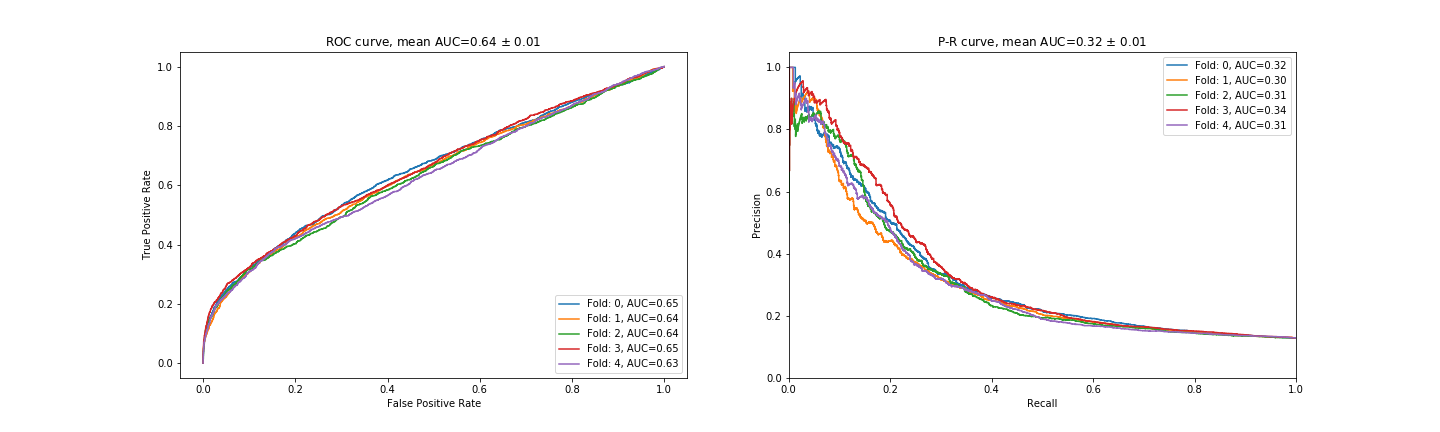 ROC curve, mean AUC=0.64 ± 0.01
True Positive Rate
1.0
0.8
0.6
0.4
0.2
0.0
Fold: 0, AUC=0.65
Fold: 1, AUC=0.64
Fold: 2, AUC=0.64
Fold: 3, AUC=0.65
Fold: 4, AUC=0.63
0.0 0.2 0.4 0.6 0.8 1.0
False Positive Rate
P-R curve, mean AUC=0.32 ± 0.01
Precision
1.0
0.8
0.6
0.4
0.2
0.0
Fold: 0, AUC=0.32
Fold: 1, AUC=0.30
Fold: 2, AUC=0.31
Fold: 3, AUC=0.34
Fold: 4, AUC=0.31
0.0 0.2 0.4 0.6 0.8 1.0
Recall